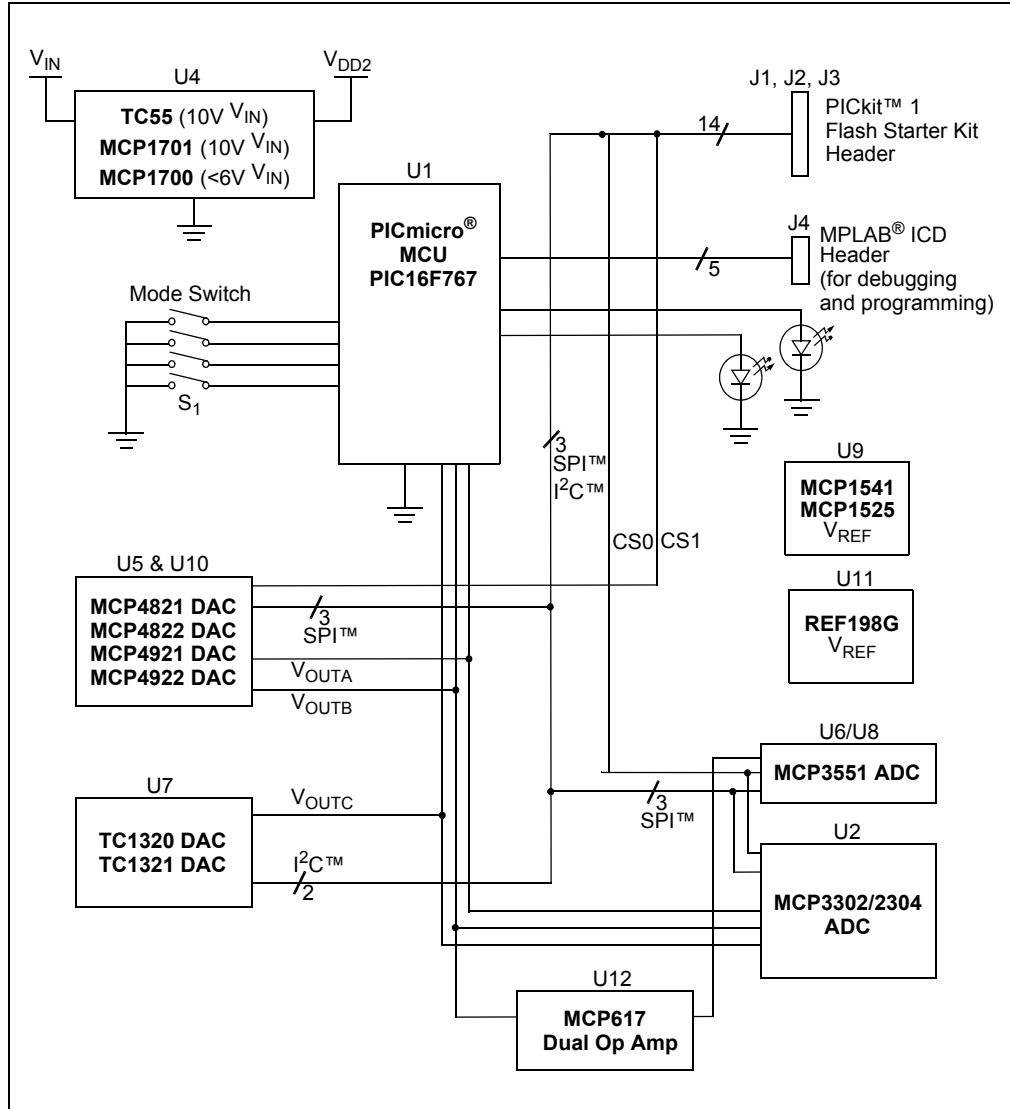 VIN
VDD2
U4
TC55 (10V VIN)
MCP1701 (10V VIN)
MCP1700 (<6V VIN)
J1, J2, J3
PICkit™ 1
Flash Starter Kit
Header
14
U1
PICmicro®
MCU
PIC16F767
J4
MPLAB® ICD
Header
(for debugging
and programming)
5
Mode Switch
S1
3
SPI™
I²C™
CS0
CS1
U9
MCP1541
MCP1525
VREF
U11
REF198G
VREF
U5 & U10
MCP4821 DAC
MCP4822 DAC
MCP4921 DAC
MCP4922 DAC
3
SPI™
VOUTA
VOUTB
U6/U8
MCP3551 ADC
3
SPI™
U7
TC1320 DAC
TC1321 DAC
VOUTC
I²C™
2
U2
MCP3302/2304
ADC
U12
MCP617
Dual Op Amp